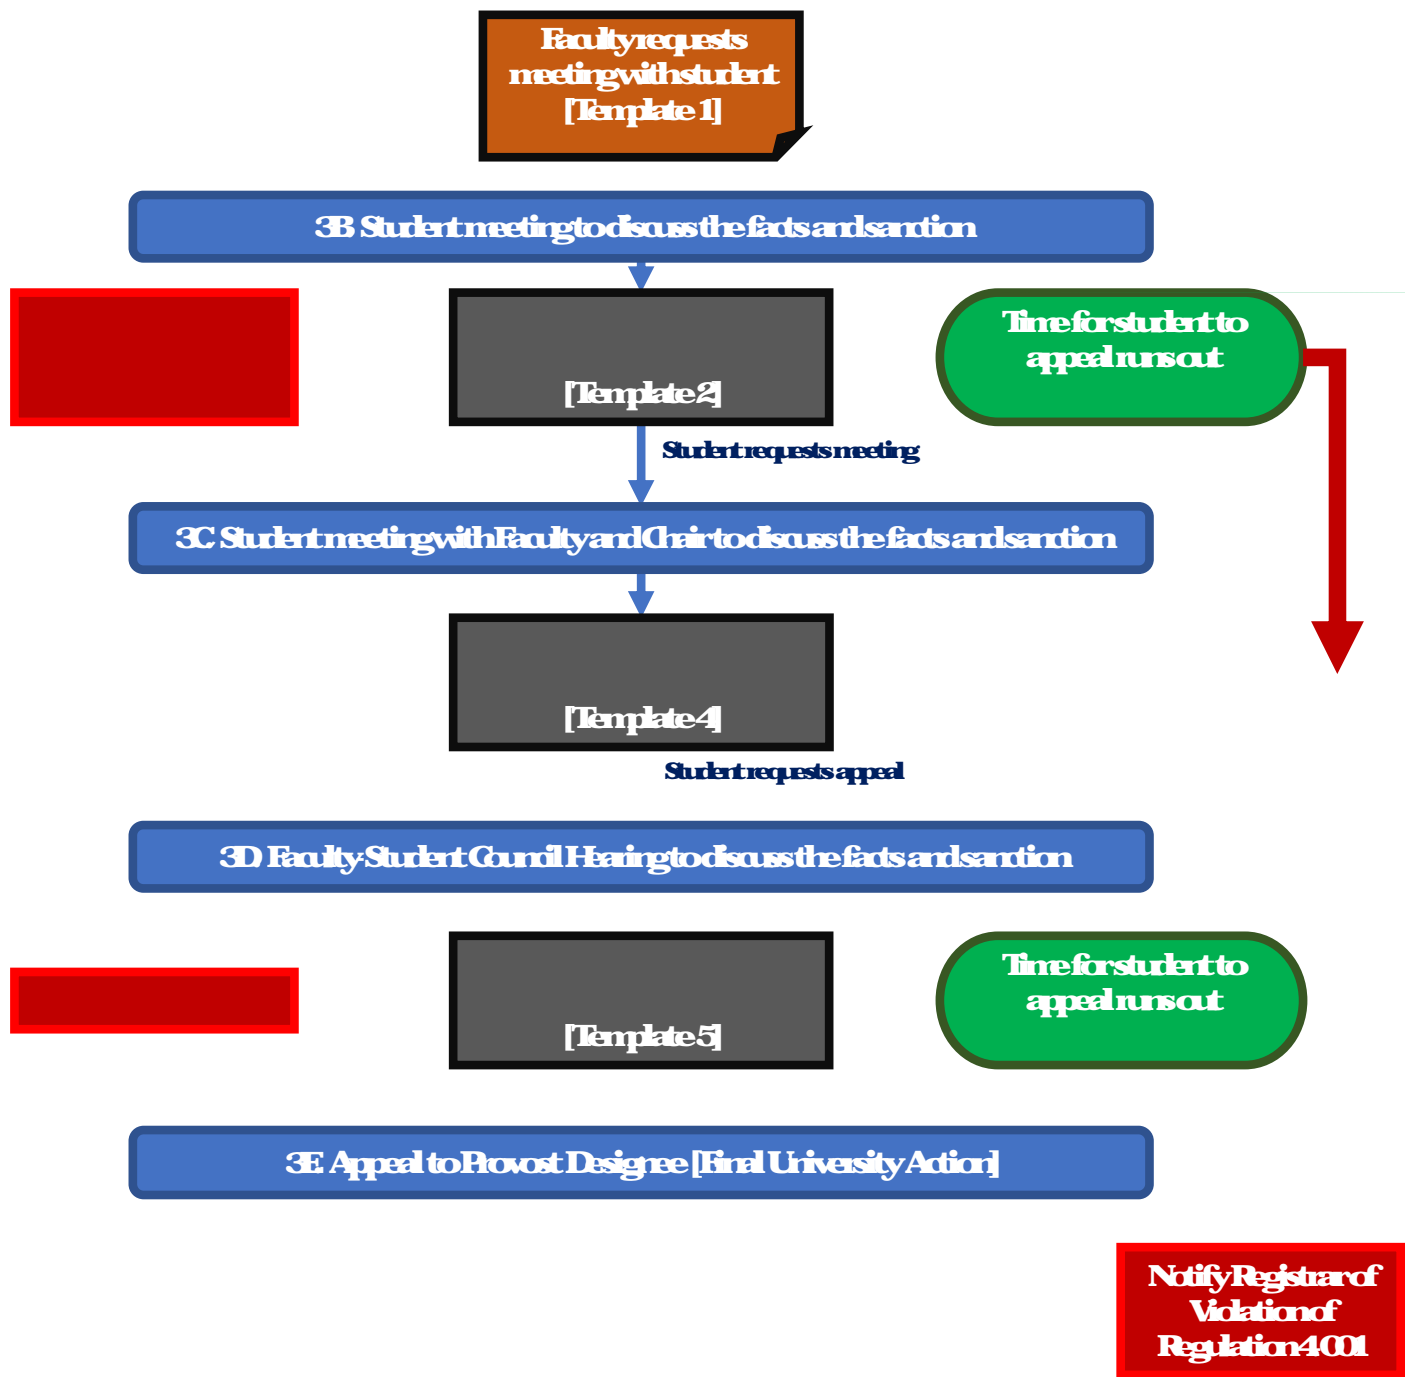 Faculty requests
meeting with student
[Template 1]
3B. Student meeting to discuss the facts and sanction
[Template 2]
Time for student to
appeal runs out
Student requests meeting
3C. Student meeting with Faculty and Chair to discuss the facts and sanction
[Template 4]
Student requests appeal
3D. Faculty-Student Council Hearing to discuss the facts and sanction
[Template 5]
Time for student to
appeal runs out
3E. Appeal to Provost Designee [Final University Action]
Notify Registrar of
Violation of
Regulation 4.001